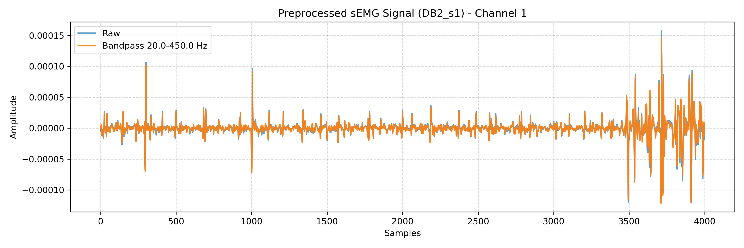 Preprocessed sEMG Signal (DB2_s1) - Channel 1
Raw
Bandpass 20.0-450.0 Hz
Amplitude
0.00015
0.00010
0.00005
0.00000
−0.00005
−0.00010
0 500 1000 1500 2000 2500 3000 3500 4000
Samples